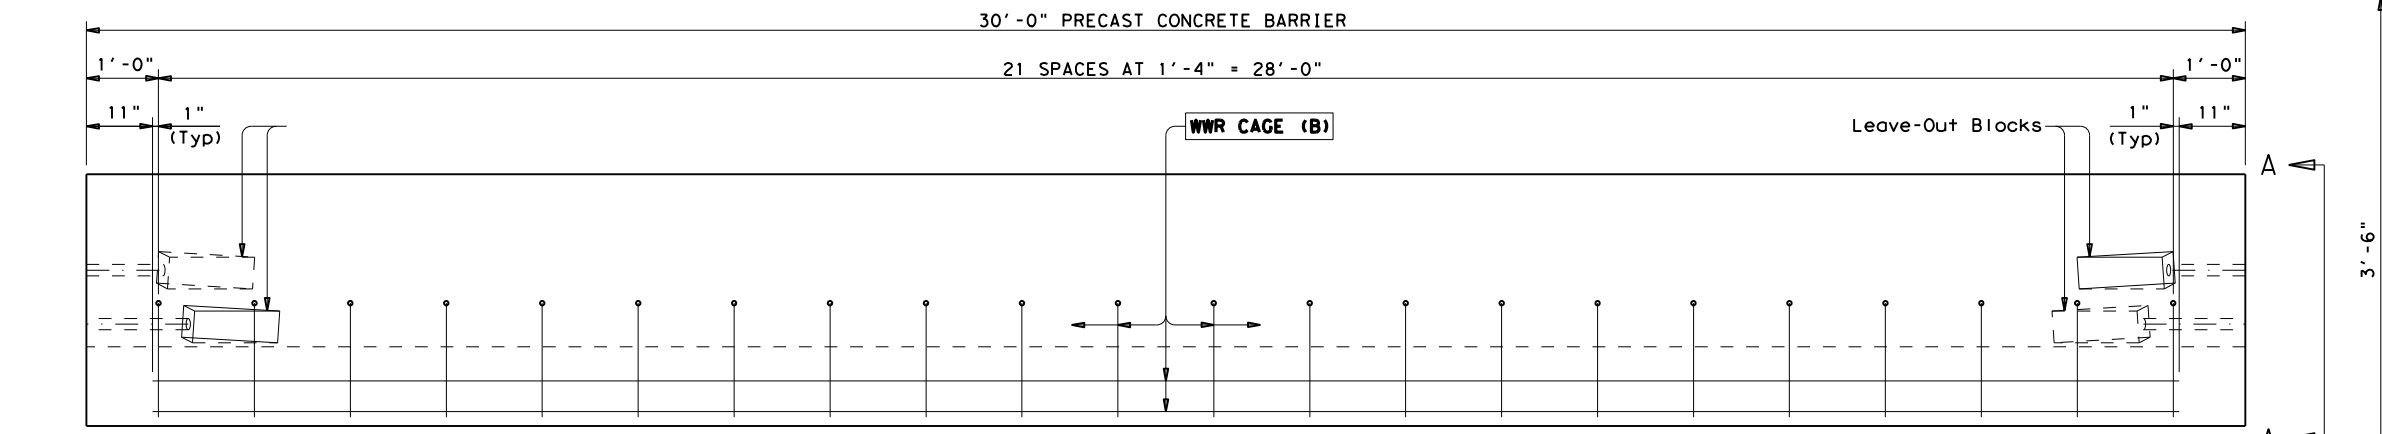 30'-0" PRECAST CONCRETE BARRIER
1'-0"
21 SPACES AT 1'-4" = 28'-0"
1'-0"
11"
1"
(Typ)
WWR CAGE (B)
Leave-Out Blocks
1"
(Typ)
11"
A
3'-6"